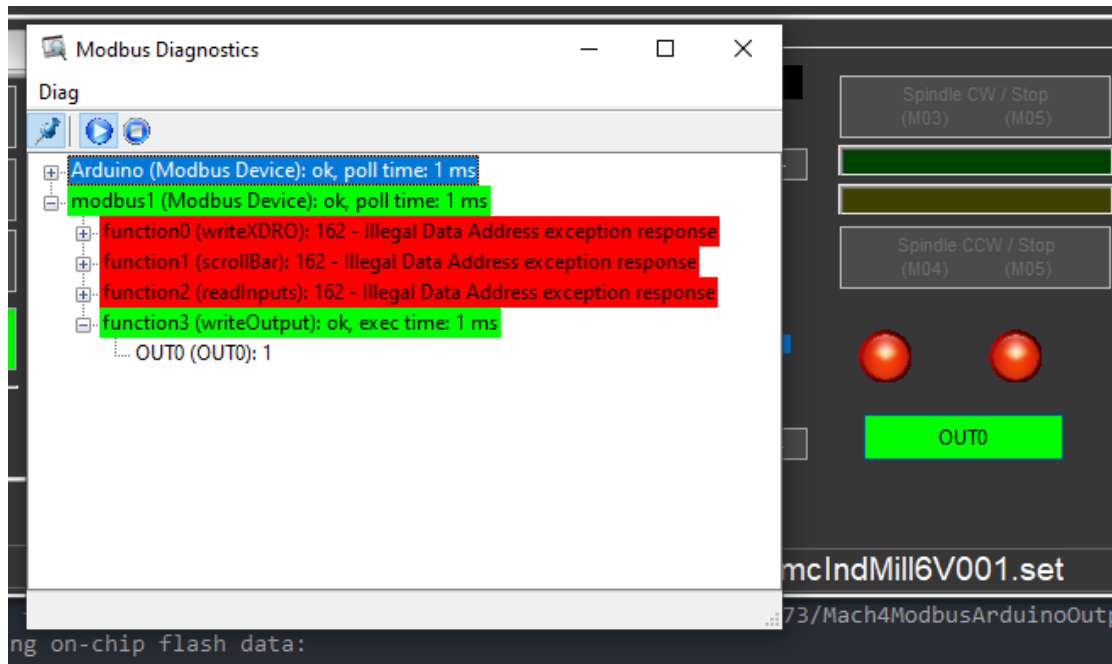 Modbus Diagnostics
Diag
Arduino (Modbus Device): ok, poll time: 1 ms
modbus1 (Modbus Device): ok, poll time: 1 ms
function0 (writeXDRO): 162 - Illegal Data Address exception response
function1 (scrollBar): 162 - Illegal Data Address exception response
function2 (readInputs): 162 - Illegal Data Address exception response
function3 (writeOutput): ok, exec time: 1 ms
OUT0 (OUT0): 1
Spindle CW / Stop
(M03) (M05)
Spindle CCW / Stop
(M04) (M05)
OUT0
mcIndMill6V001.set
73/Mach4ModbusArduinoOutp
ng on-chip flash data: